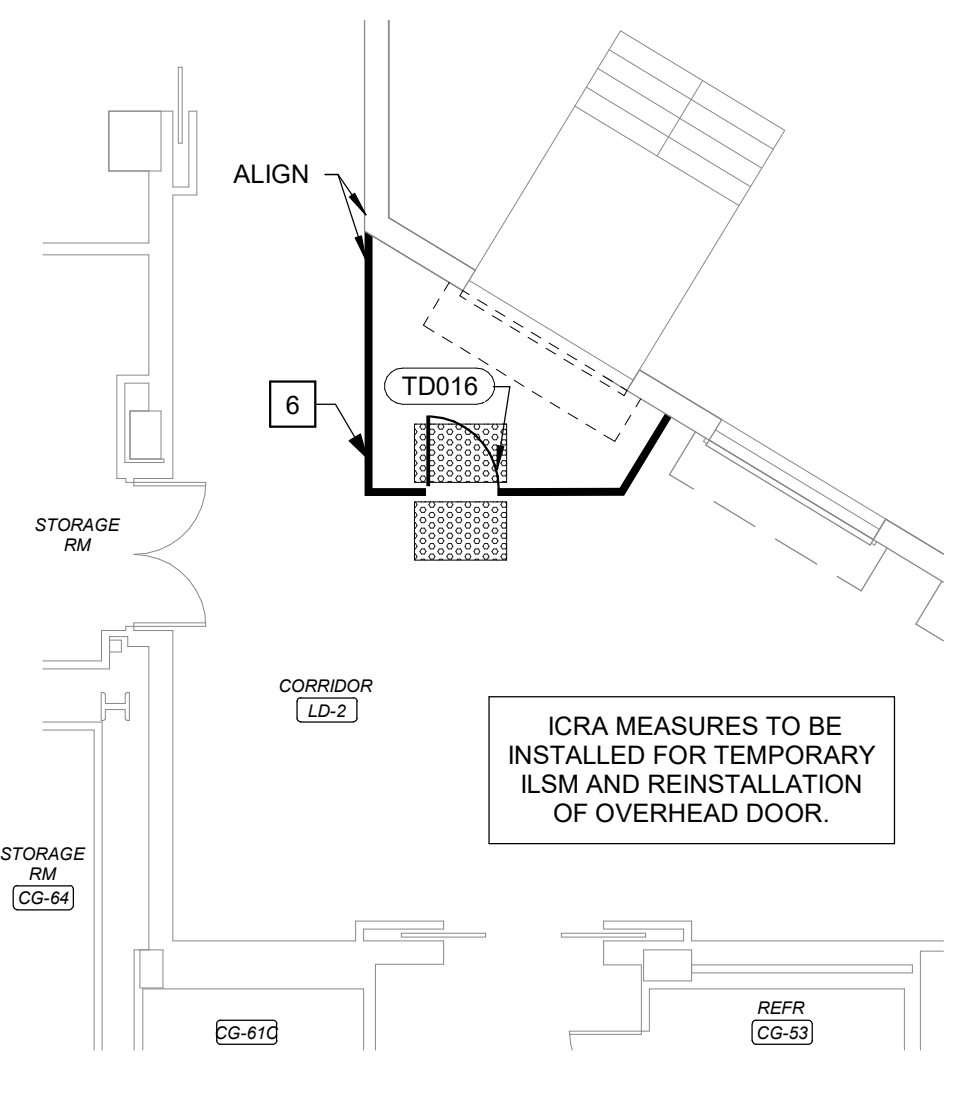 ALIGN
TD016
6
STORAGE
RM
CORRIDOR
LD-2
ICRA MEASURES TO BE
INSTALLED FOR TEMPORARY
ILSM AND REINSTALLATION
OF OVERHEAD DOOR.
STORAGE
RM
CG-64
CG-61C
REFR
CG-53